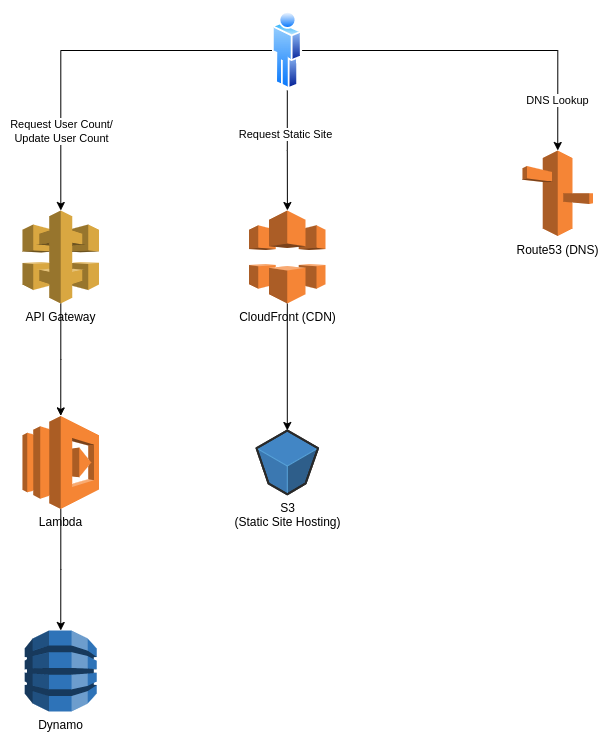 DNS Lookup
Request User Count/
Update User Count
Request Static Site
Route53 (DNS)
API Gateway
CloudFront (CDN)
S3
(Static Site Hosting)
Lambda
Dynamo